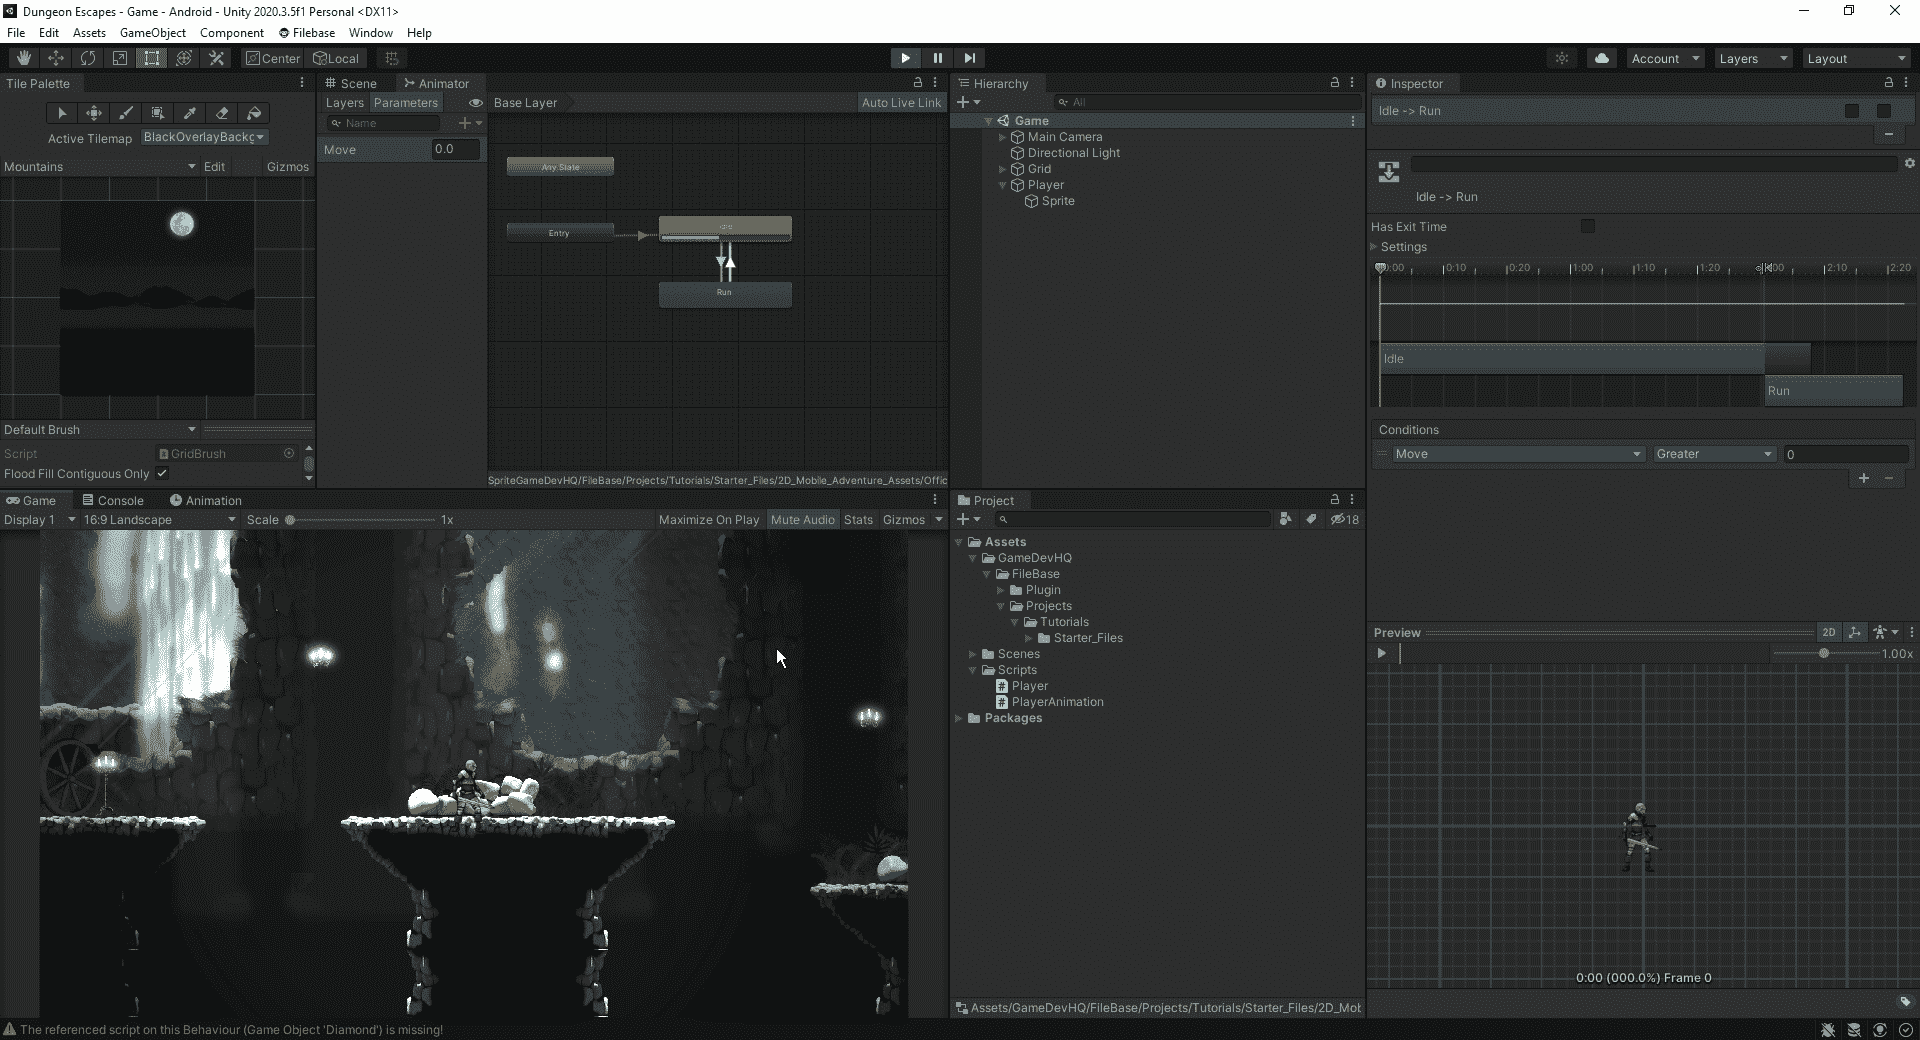 Dungeon Escapes - Game - Android - Unity 2020.3.5f1 Personal <DX11>
File Edit Assets GameObject Component Filebase Window Help
Center Local Account Layers Layout
Tile Palette
Active Tilemap BlackOverlayBackg
Mountains Edit Gizmos
Default Brush
Script GridBrush
Flood Fill Contiguous Only
Scene Animator
Layers Parameters Base Layer Auto Live Link
Name
Move 0.0
Any State
Entry
Idle
Run
SpriteGameDevHQ/FileBase/Projects/Tutorials/Starter_Files/2D_Mobile_Adventure_Assets/Offic
Hierarchy
All
Game
Main Camera
Directional Light
Grid
Player
Sprite
Inspector
Idle -> Run
Idle -> Run
Has Exit Time
Settings
0:00 0:10 0:20 1:00 1:10 1:20 2:10 2:20
Idle
Run
Conditions
Move Greater 0
Game Console Animation
Display 1 16:9 Landscape Scale 1x Maximize On Play Mute Audio Stats Gizmos
Project
18
Assets
GameDevHQ
FileBase
Plugin
Projects
Tutorials
Starter_Files
Scenes
Scripts
Player
PlayerAnimation
Packages
Assets/GameDevHQ/FileBase/Projects/Tutorials/Starter_Files/2D_Mob
Preview 2D
1.00x
0:00 (000.0%) Frame 0
The referenced script on this Behaviour (Game Object 'Diamond') is missing!